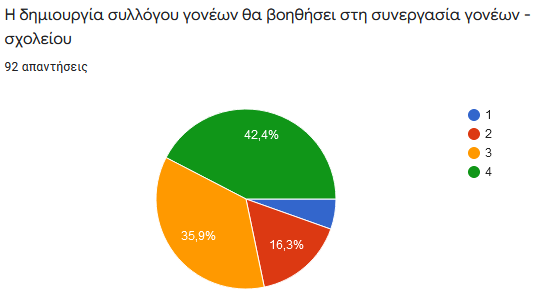 Η δημιουργία συλλόγου γονέων θα βοηθήσει στη συνεργασία γονέων -
σχολείου
92 απαντήσεις
42,4%
35,9%
16,3%
1
2
3
4